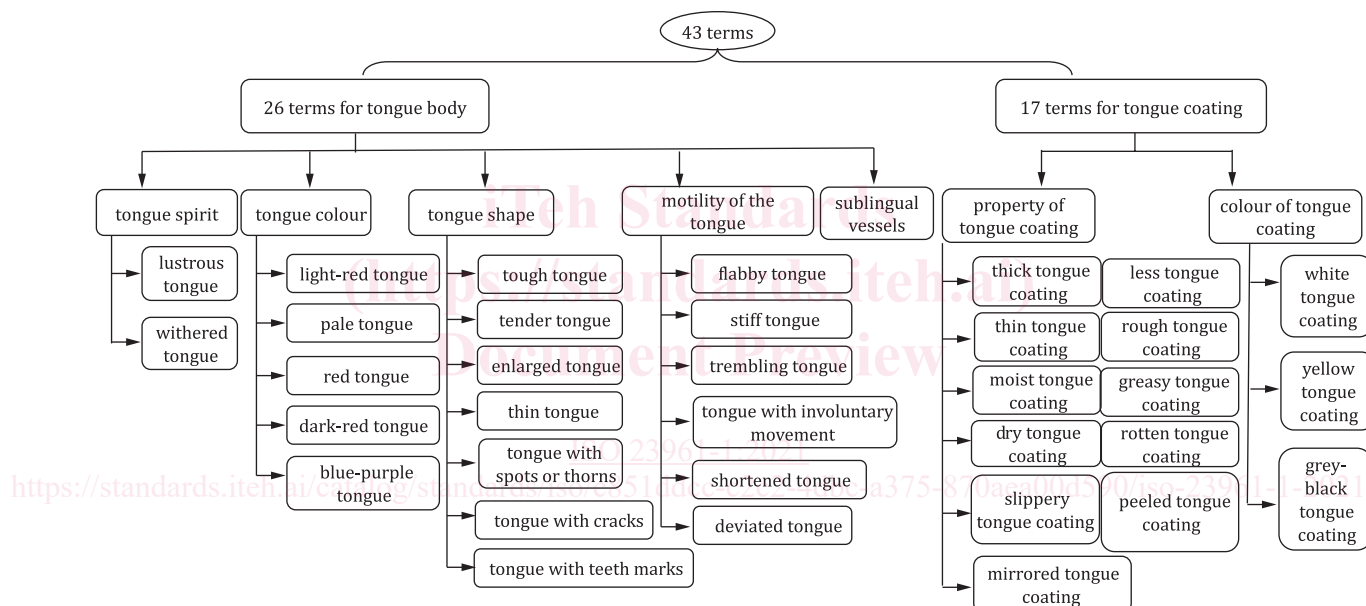 43 terms
26 terms for tongue body
17 terms for tongue coating
tongue spirit
tongue colour
tongue shape
motility of the
tongue
sublingual
vessels
property of
tongue coating
colour of tongue
coating
lustrous
tongue
withered
tongue
light-red tongue
pale tongue
red tongue
dark-red tongue
blue-purple
tongue
tough tongue
tender tongue
enlarged tongue
thin tongue
tongue with
spots or thorns
tongue with cracks
tongue with teeth marks
flabby tongue
stiff tongue
trembling tongue
tongue with involuntary
movement
shortened tongue
deviated tongue
thick tongue
coating
thin tongue
coating
moist tongue
coating
dry tongue
coating
slippery
tongue coating
mirrored tongue
coating
less tongue
coating
rough tongue
coating
greasy tongue
coating
rotten tongue
coating
peeled tongue
coating
white
tongue
coating
yellow
tongue
coating
grey-
black
tongue
coating
iTeh Standards
(https://standards.iteh.ai)
Document Preview
ISO 23961-1:2021